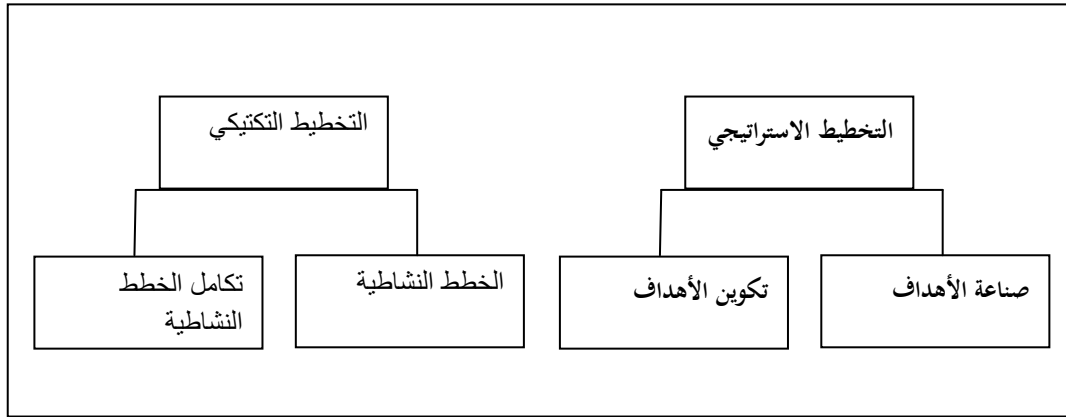 التخطيط الاستراتيجي
التخطيط التكتيكي
صناعة الأهداف
تكوين الأهداف
الخطط النشاطية
تكامل الخطط
النشاطية